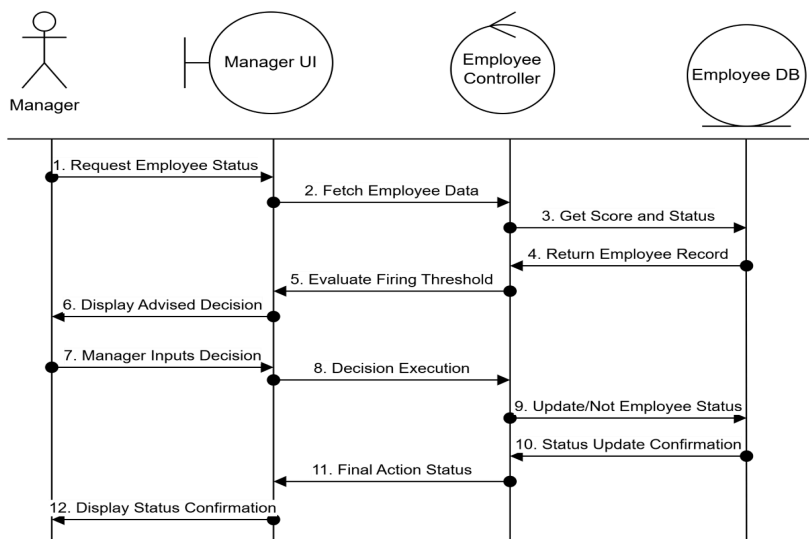 Manager
Manager UI
Employee
Controller
Employee DB
1. Request Employee Status
2. Fetch Employee Data
3. Get Score and Status
4. Return Employee Record
5. Evaluate Firing Threshold
6. Display Advised Decision
7. Manager Inputs Decision
8. Decision Execution
9. Update/Not Employee Status
10. Status Update Confirmation
11. Final Action Status
12. Display Status Confirmation